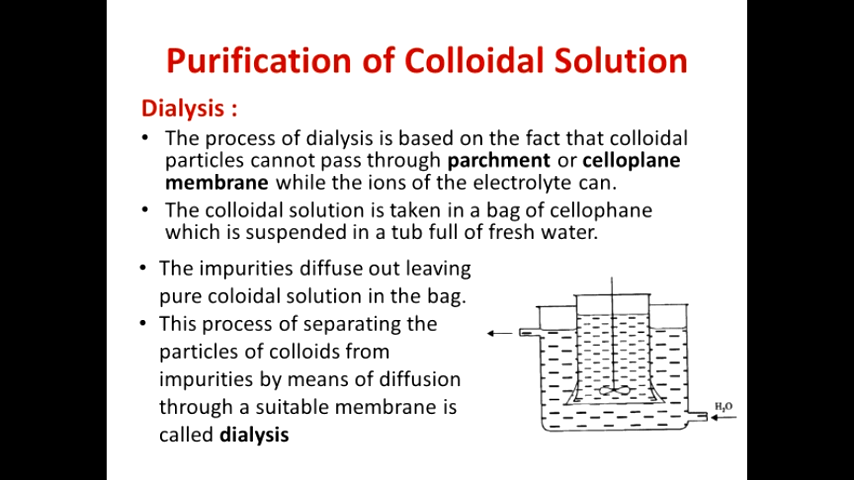 Purification of Colloidal Solution
Dialysis :
• The process of dialysis is based on the fact that colloidal
particles cannot pass through parchment or celloplane
membrane while the ions of the electrolyte can.
• The colloidal solution is taken in a bag of cellophane
which is suspended in a tub full of fresh water.
• The impurities diffuse out leaving
pure coloidal solution in the bag.
• This process of separating the
particles of colloids from
impurities by means of diffusion
through a suitable membrane is
called dialysis
H₂O